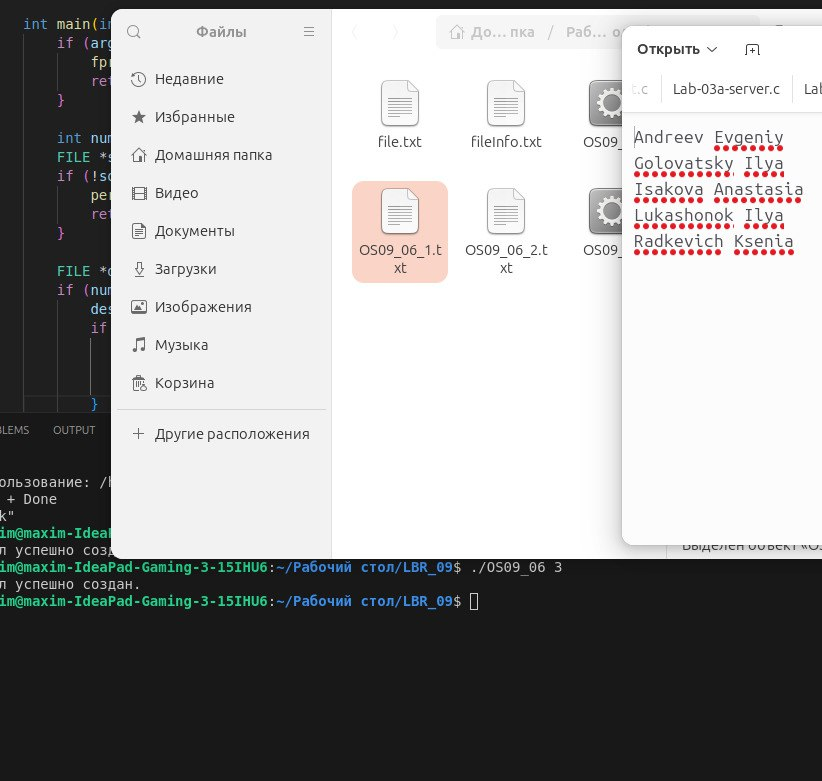 int main(in
if (arg
fpr
ret
}
int num
FILE *s
if (!so
per
ret
}
FILE *d
if (num
des
if
}
BLEMS
OUTPUT
ользование: /h
+ Done
k"
im@maxim-IdeaP
л успешно созд
im@maxim-IdeaPad-Gaming-3-15IHU6:~/Рабочий стол/LBR_09$ ./OS09_06 3
л успешно создан.
im@maxim-IdeaPad-Gaming-3-15IHU6:~/Рабочий стол/LBR_09$
Файлы
Недавние
Избранные
Домашняя папка
Видео
Документы
Загрузки
Изображения
Музыка
Корзина
+ Другие расположения
До... пка / Раб...
file.txt
fileInfo.txt
OS09_
OS09_06_1.t
xt
OS09_06_2.t
xt
OS09_
Открыть
t.c
Lab-03a-server.c
Lab
Andreev Evgeniy
Golovatsky Ilya
Isakova Anastasia
Lukashonok Ilya
Radkevich Ksenia
Выделен объект «OS